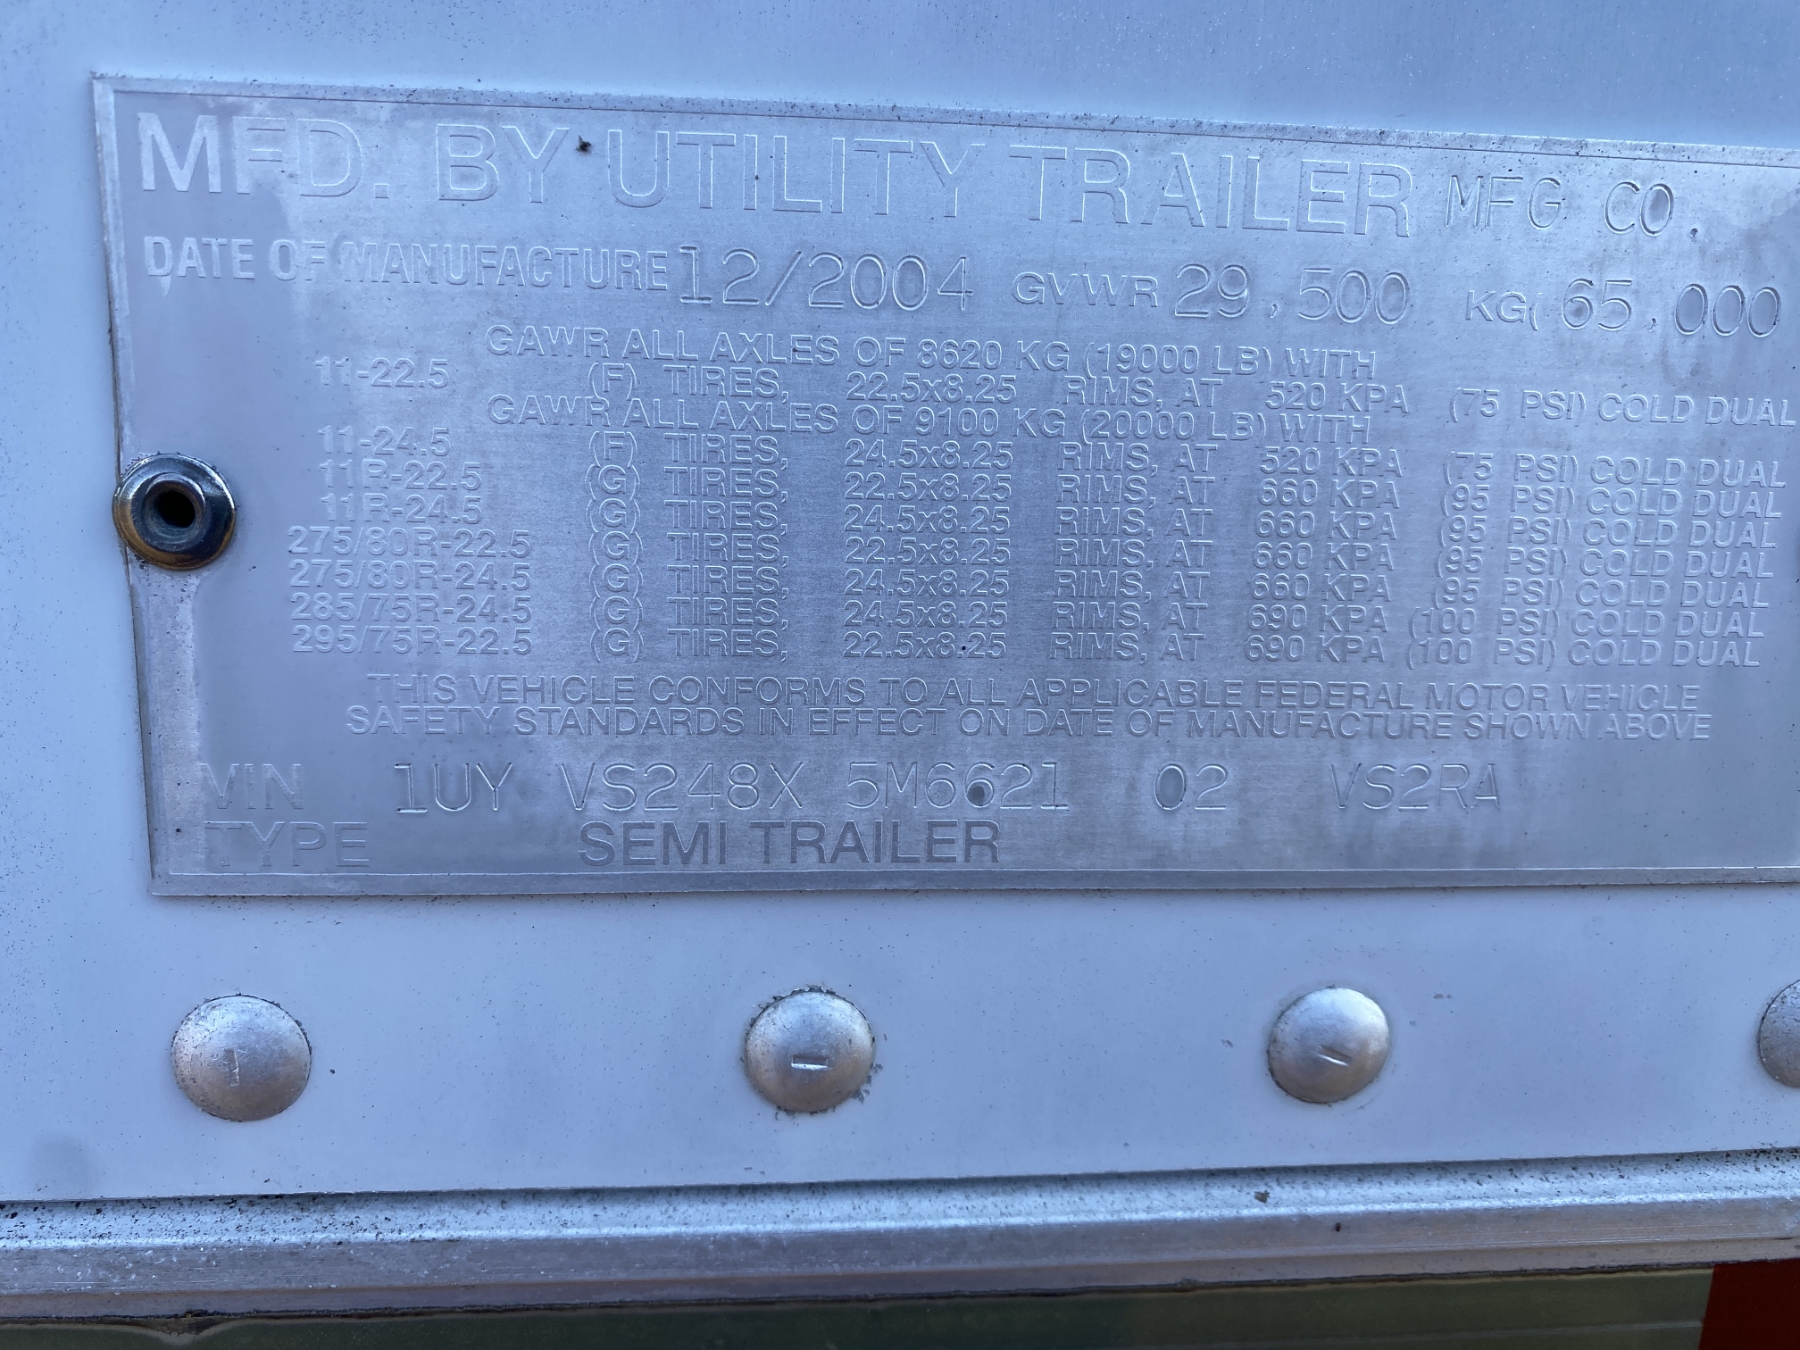 MFD. BY UTILITY TRAILER MFG CO.
DATE OF MANUFACTURE 12/2004 GVWR 29,500 KG( 65,000
GAWR ALL AXLES OF 8620 KG (19000 LB) WITH
11-22.5 (F) TIRES, 22.5x8.25 RIMS, AT 520 KPA (75 PSI) COLD DUAL
GAWR ALL AXLES OF 9100 KG (20000 LB) WITH
11-24.5 (F) TIRES, 24.5x8.25 RIMS, AT 520 KPA (75 PSI) COLD DUAL
11R-22.5 (G) TIRES, 22.5x8.25 RIMS, AT 660 KPA (95 PSI) COLD DUAL
11R-24.5 (G) TIRES, 24.5x8.25 RIMS, AT 660 KPA (95 PSI) COLD DUAL
275/80R-22.5 (G) TIRES, 22.5x8.25 RIMS, AT 660 KPA (95 PSI) COLD DUAL
275/80R-24.5 (G) TIRES, 24.5x8.25 RIMS, AT 660 KPA (95 PSI) COLD DUAL
285/75R-24.5 (G) TIRES, 24.5x8.25 RIMS, AT 690 KPA (100 PSI) COLD DUAL
295/75R-22.5 (G) TIRES, 22.5x8.25 RIMS, AT 690 KPA (100 PSI) COLD DUAL
THIS VEHICLE CONFORMS TO ALL APPLICABLE FEDERAL MOTOR VEHICLE
SAFETY STANDARDS IN EFFECT ON DATE OF MANUFACTURE SHOWN ABOVE
VIN 1UY VS248X 5M6621 02 VS2RA
TYPE SEMI TRAILER